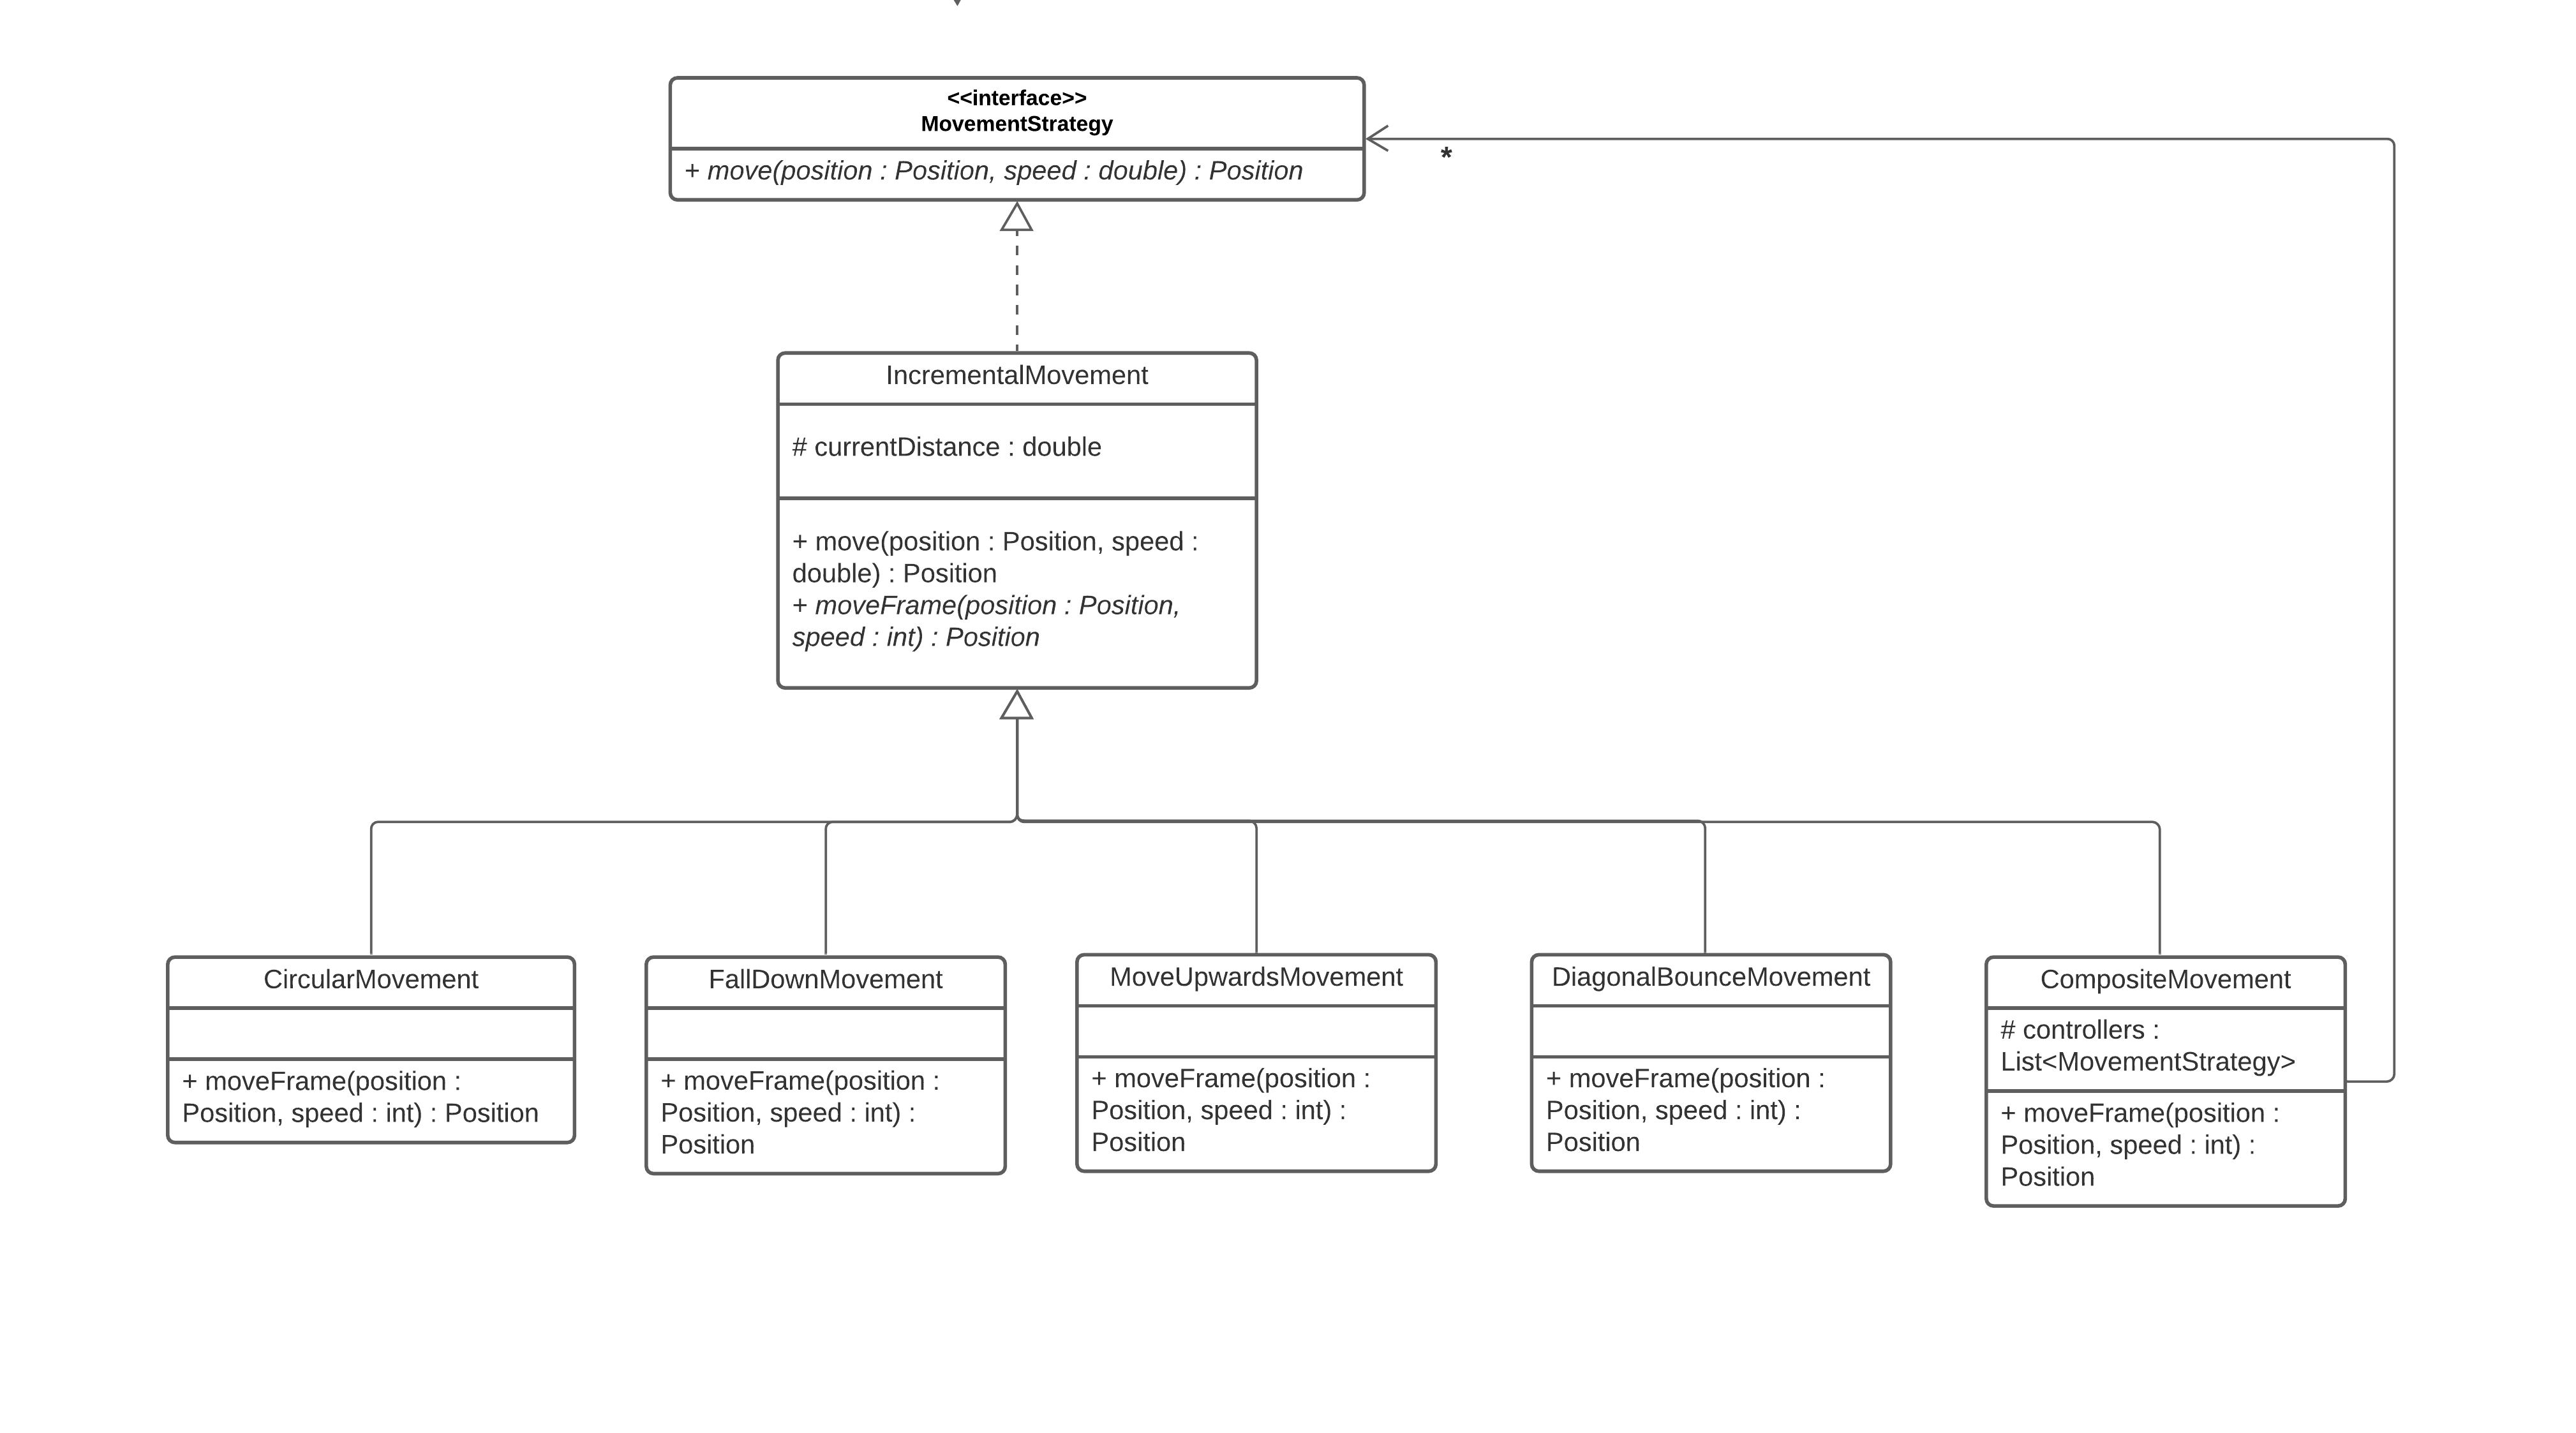 <<interface>>
MovementStrategy
+ move(position : Position, speed : double) : Position
*
IncrementalMovement
# currentDistance : double
+ move(position : Position, speed :
double) : Position
+ moveFrame(position : Position,
speed : int) : Position
CircularMovement
+ moveFrame(position :
Position, speed : int) : Position
FallDownMovement
+ moveFrame(position :
Position, speed : int) :
Position
MoveUpwardsMovement
+ moveFrame(position :
Position, speed : int) :
Position
DiagonalBounceMovement
+ moveFrame(position :
Position, speed : int) :
Position
CompositeMovement
# controllers :
List<MovementStrategy>
+ moveFrame(position :
Position, speed : int) :
Position